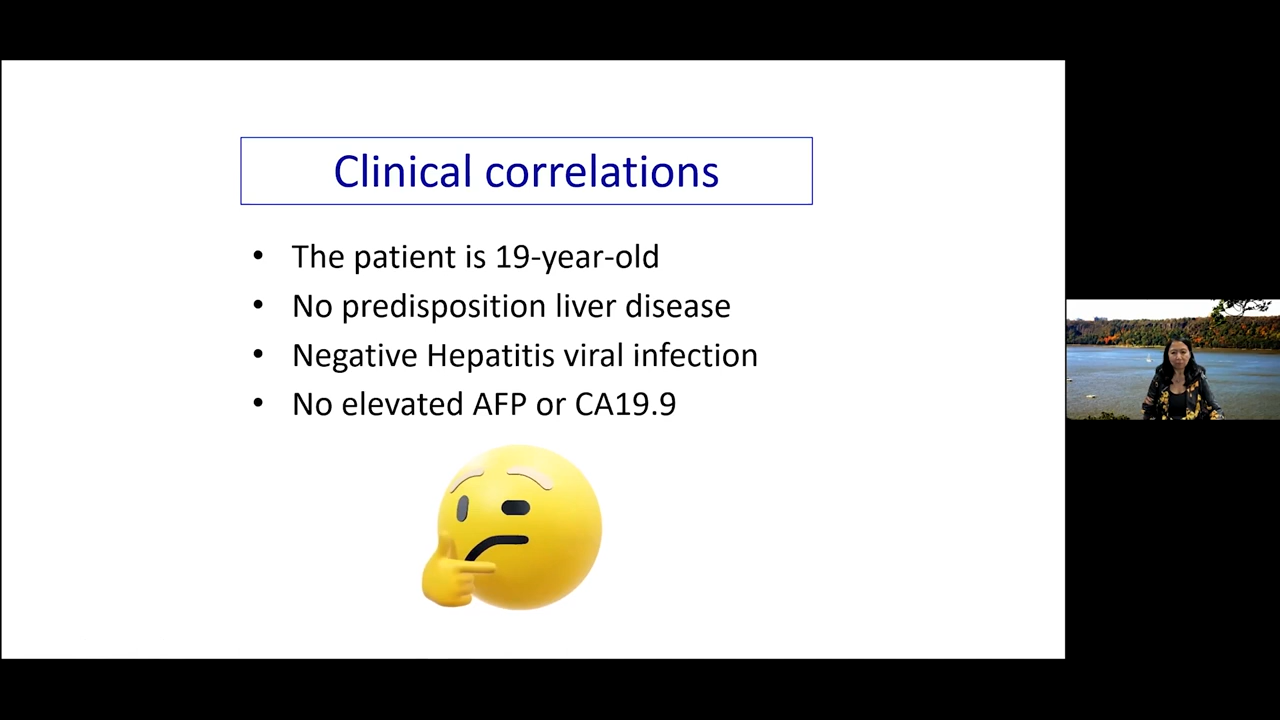 Clinical correlations
• The patient is 19-year-old
• No predisposition liver disease
• Negative Hepatitis viral infection
• No elevated AFP or CA19.9